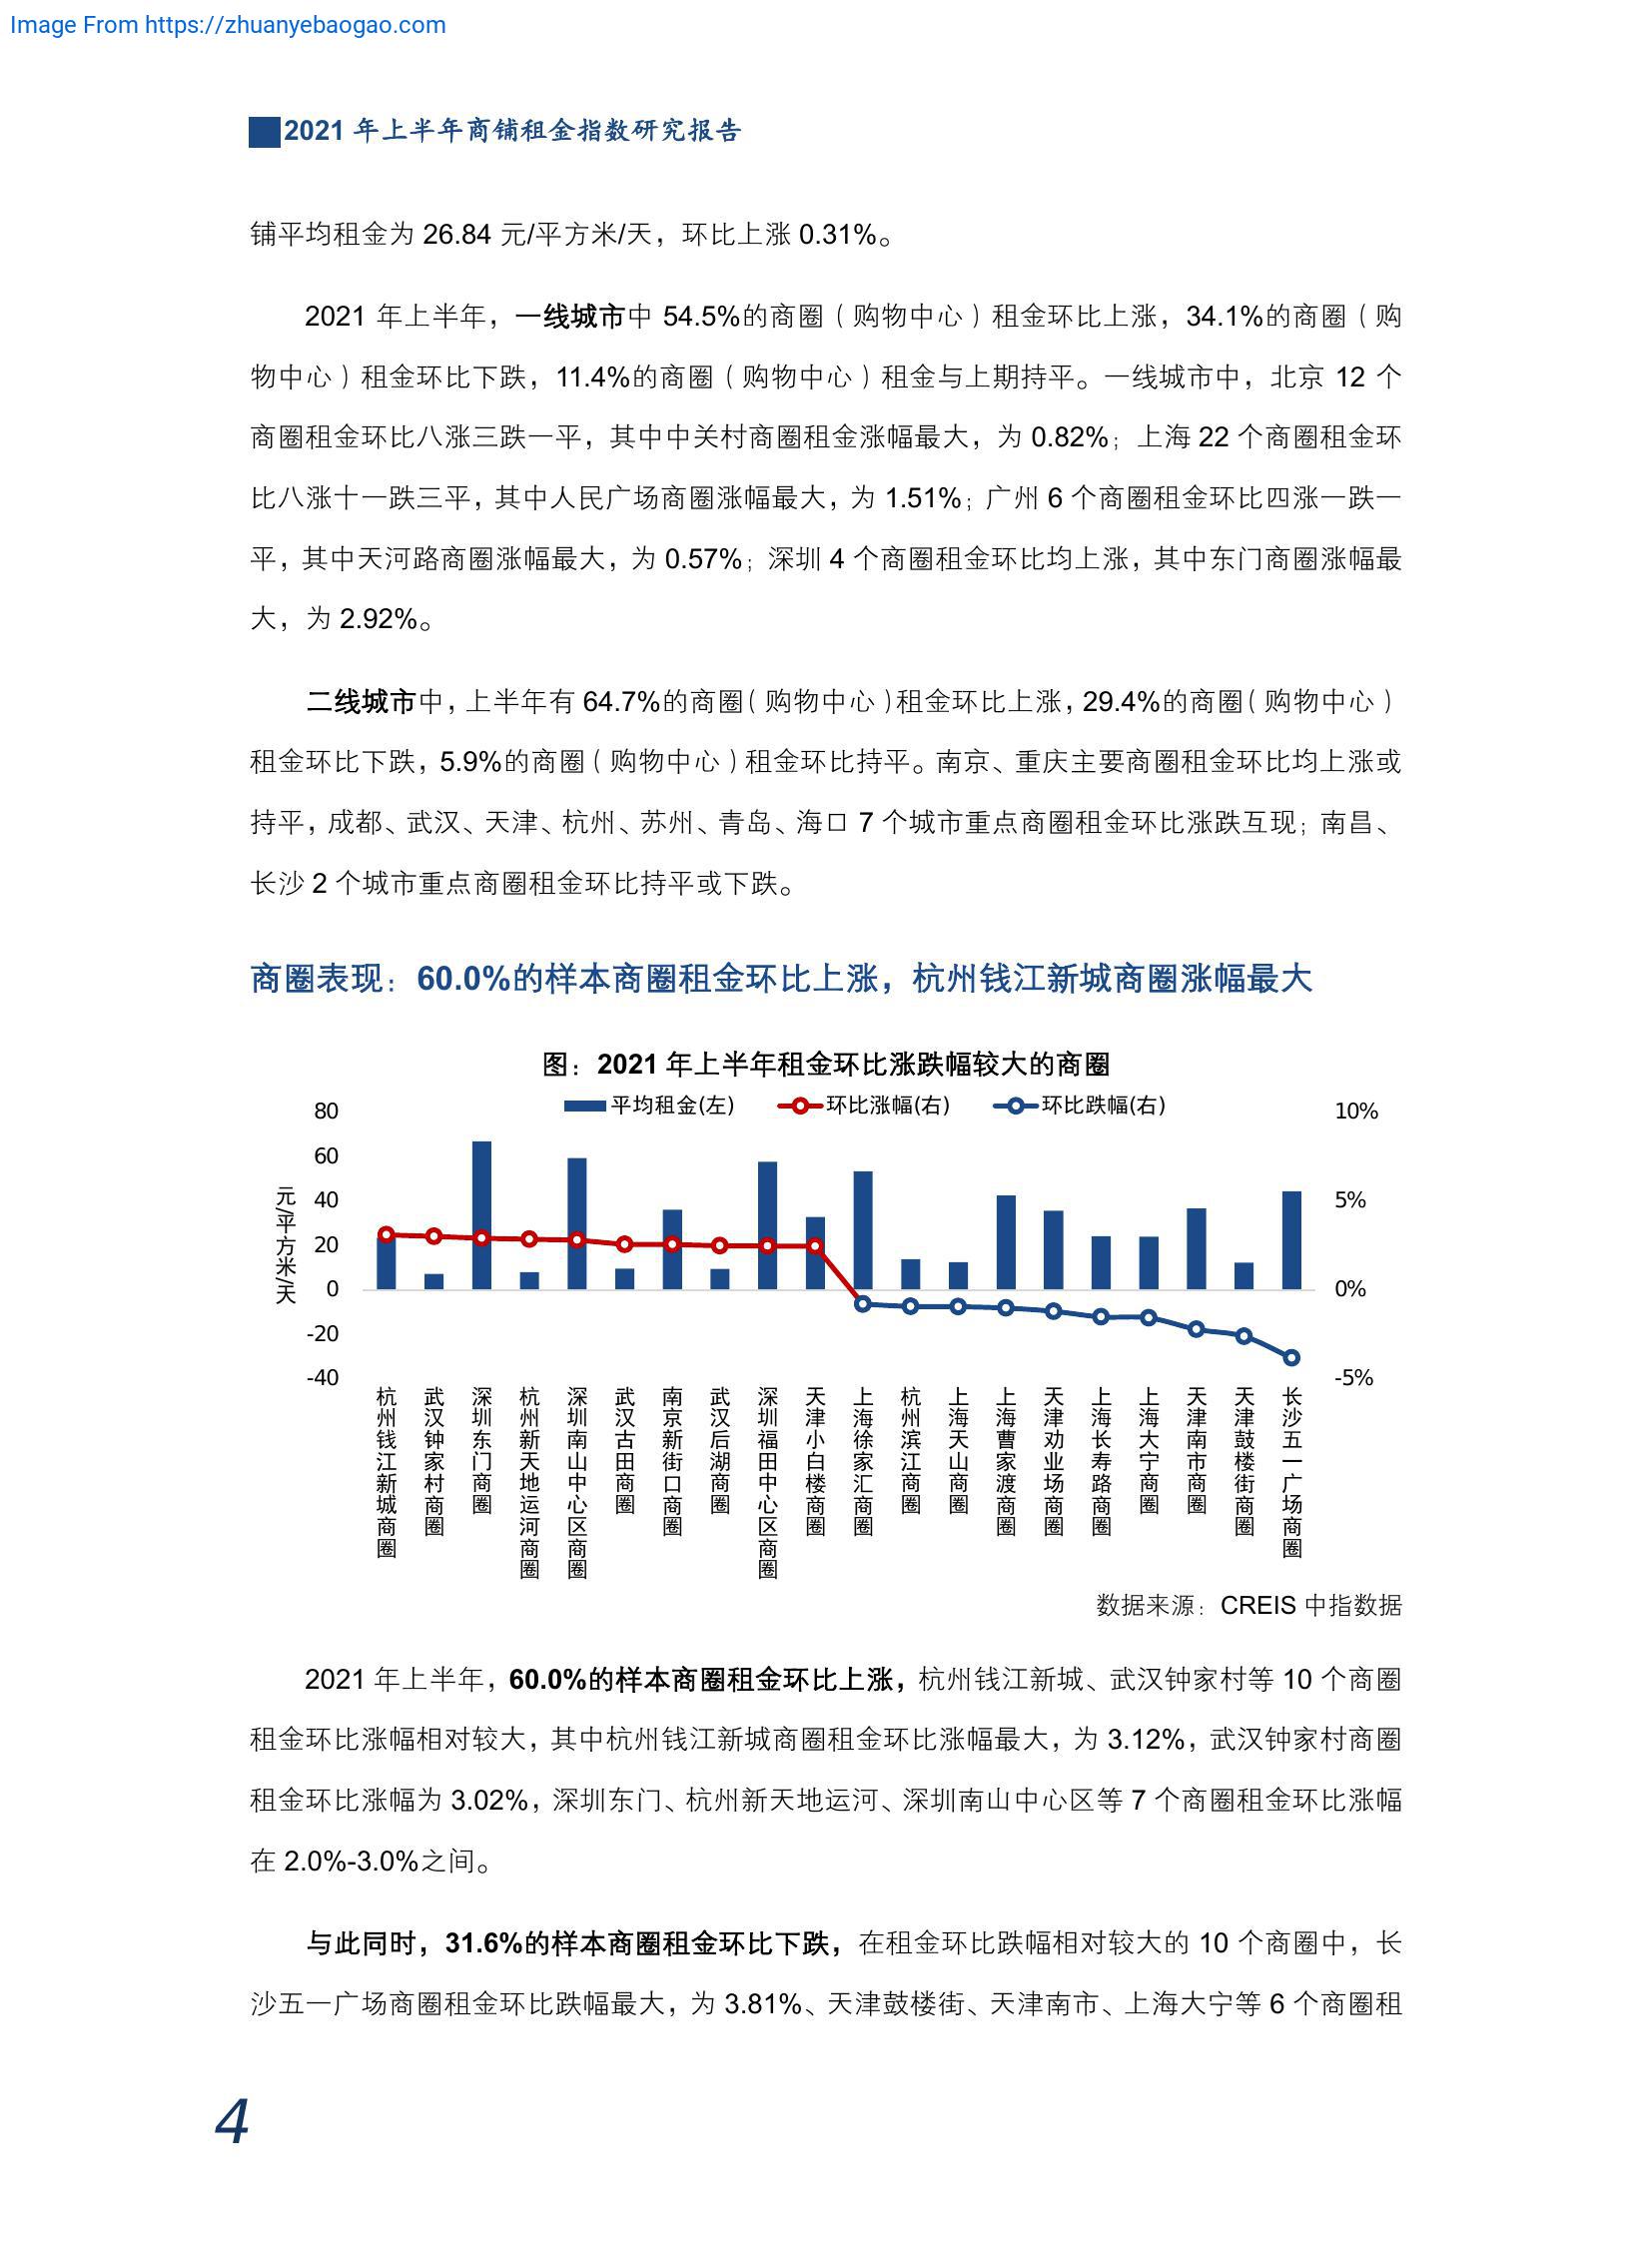 Image From https://zhuanyebaogao.com
2021 年上半年商铺租金指数研究报告
铺平均租金为 26.84 元/平方米/天，环比上涨 0.31%。
2021 年上半年，一线城市中 54.5%的商圈（购物中心）租金环比上涨，34.1%的商圈（购
物中心）租金环比下跌，11.4%的商圈（购物中心）租金与上期持平。一线城市中，北京 12 个
商圈租金环比八涨三跌一平，其中中关村商圈租金涨幅最大，为 0.82%；上海 22 个商圈租金环
比八涨十一跌三平，其中人民广场商圈涨幅最大，为 1.51%；广州 6 个商圈租金环比四涨一跌一
平，其中天河路商圈涨幅最大，为 0.57%；深圳 4 个商圈租金环比均上涨，其中东门商圈涨幅最
大，为 2.92%。
二线城市中，上半年有 64.7%的商圈（购物中心）租金环比上涨，29.4%的商圈（购物中心）
租金环比下跌，5.9%的商圈（购物中心）租金环比持平。南京、重庆主要商圈租金环比均上涨或
持平，成都、武汉、天津、杭州、苏州、青岛、海口 7 个城市重点商圈租金环比涨跌互现；南昌、
长沙 2 个城市重点商圈租金环比持平或下跌。
商圈表现：60.0%的样本商圈租金环比上涨，杭州钱江新城商圈涨幅最大
图：2021 年上半年租金环比涨跌幅较大的商圈
平均租金(左) 环比涨幅(右) 环比跌幅(右)
元/平方米/天
80
60
40
20
0
-20
-40
10%
5%
0%
-5%
杭州钱江新城商圈
武汉钟家村商圈
深圳东门商圈
杭州新天地运河商圈
深圳南山中心区商圈
武汉古田商圈
南京新街口商圈
武汉后湖商圈
深圳福田中心区商圈
天津小白楼商圈
上海徐家汇商圈
杭州滨江商圈
上海天山商圈
上海曹家渡商圈
天津劝业场商圈
上海长寿路商圈
上海大宁商圈
天津南市商圈
天津鼓楼街商圈
长沙五一广场商圈
数据来源：CREIS 中指数据
2021 年上半年，60.0%的样本商圈租金环比上涨，杭州钱江新城、武汉钟家村等 10 个商圈
租金环比涨幅相对较大，其中杭州钱江新城商圈租金环比涨幅最大，为 3.12%，武汉钟家村商圈
租金环比涨幅为 3.02%，深圳东门、杭州新天地运河、深圳南山中心区等 7 个商圈租金环比涨幅
在 2.0%-3.0%之间。
与此同时，31.6%的样本商圈租金环比下跌，在租金环比跌幅相对较大的 10 个商圈中，长
沙五一广场商圈租金环比跌幅最大，为 3.81%、天津鼓楼街、天津南市、上海大宁等 6 个商圈租
4